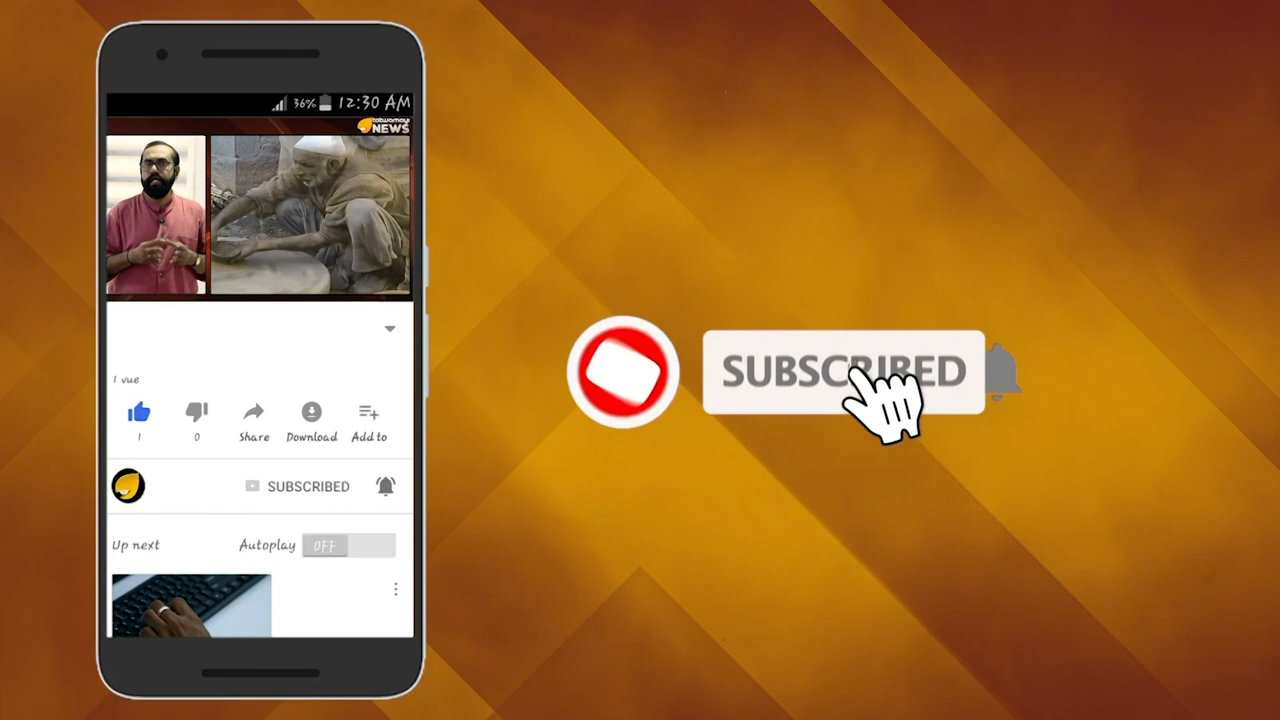 36% 12:30 AM
tatwamayi
NEWS
1 vue
1
0
Share
Download
Add to
SUBSCRIBED
Up next
Autoplay
OFF
SUBSCRIBED